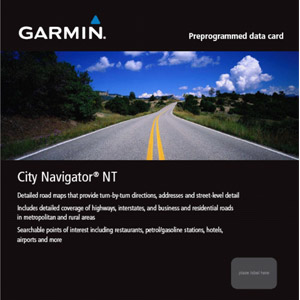 GARMIN.
Preprogrammed data card
City Navigator® NT
Detailed road maps that provide turn-by-turn directions, addresses and street-level detail
Includes detailed coverage of highways, interstates, and business and residential roads
in metropolitan and rural areas
Searchable points of interest including restaurants, petrol/gasoline stations, hotels,
airports and more